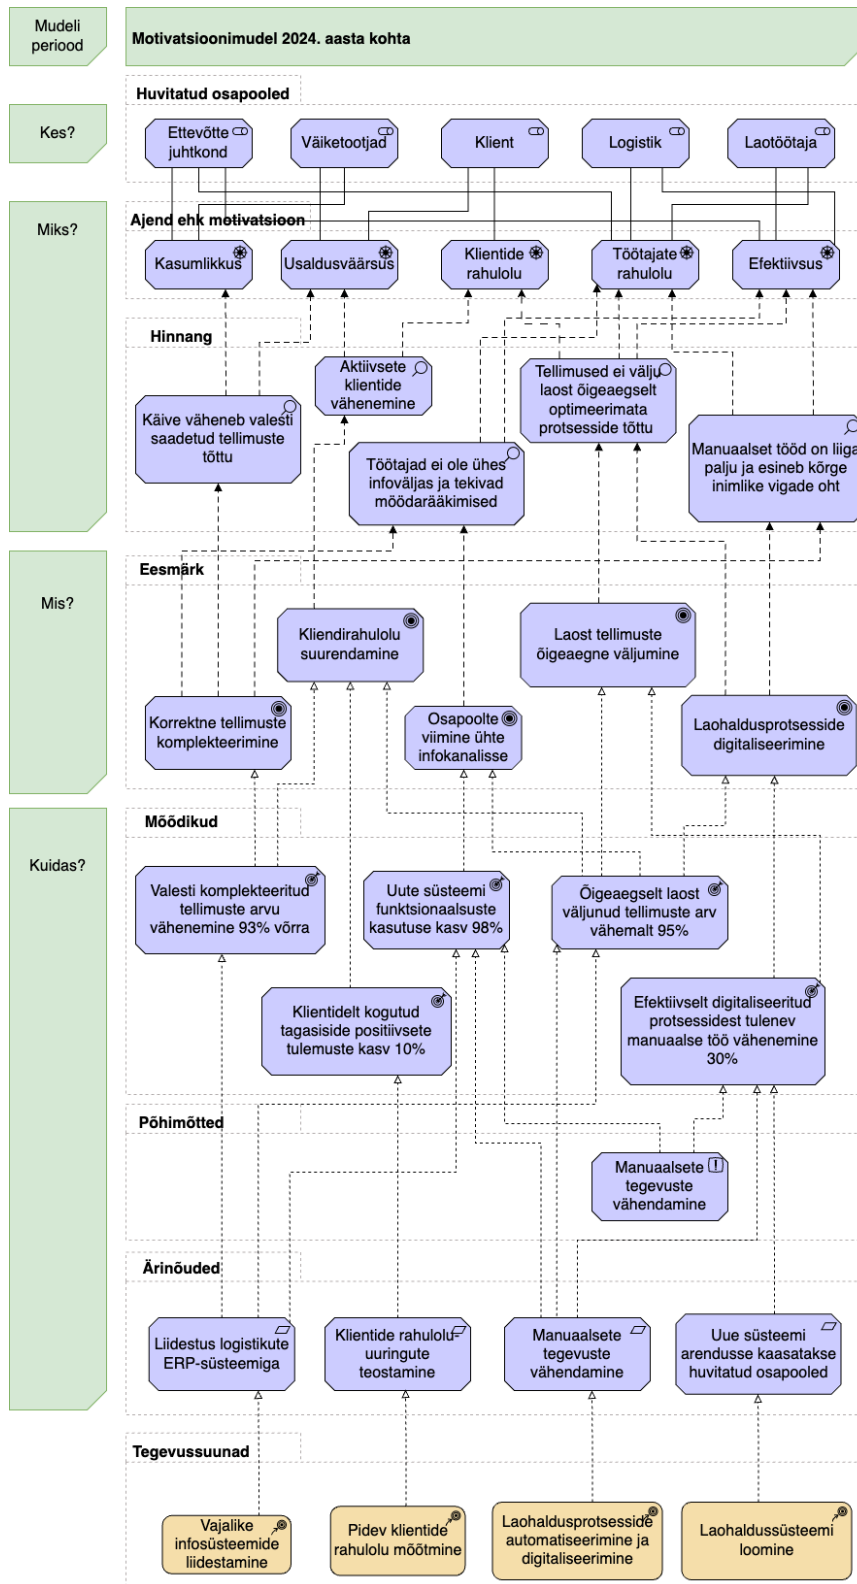 Mudeli
periood
Motivatsioonimudel 2024. aasta kohta
Huvitatud osapooled
Kes?
Ettevõtte
juhtkond
Väiketootjad
Klient
Logistik
Laotöötaja
Miks?
Ajend ehk motivatsioon
Kasumlikkus
Usaldusväärsus
Klientide
rahulolu
Töötajate
rahulolu
Efektiivsus
Hinnang
Käive väheneb valesti
saadetud tellimuste
tõttu
Aktiivsete
klientide
vähenemine
Töötajad ei ole ühes
infoväljas ja tekivad
möödarääkimised
Tellimused ei välju
laost õigeaegselt
optimeerimata
protsesside tõttu
Manuaalset tööd on liiga
palju ja esineb kõrge
inimlike vigade oht
Mis?
Eesmärk
Kliendirahulolu
suurendamine
Laost tellimuste
õigeaegne väljumine
Korrektne tellimuste
komplekteerimine
Osapoolte
viimine ühte
infokanalisse
Laohaldusprotsesside
digitaliseerimine
Kuidas?
Mõõdikud
Valesti komplekteeritud
tellimuste arvu
vähenemine 93% võrra
Uute süsteemi
funktsionaalsuste
kasutuse kasv 98%
Õigeaegselt laost
väljunud tellimuste arv
vähemalt 95%
Klientidelt kogutud
tagasiside positiivsete
tulemuste kasv 10%
Efektiivselt digitaliseeritud
protsessidest tulenev
manuaalse töö vähenemine
30%
Põhimõtted
Manuaalsete
tegevuste
vähendamine
Ärinõuded
Liidestus logistikute
ERP-süsteemiga
Klientide rahulolu-
uuringute
teostamine
Manuaalsete
tegevuste
vähendamine
Uue süsteemi
arendusse kaasatakse
huvitatud osapooled
Tegevussuunad
Vajalike
infosüsteemide
liidestamine
Pidev klientide
rahulolu mõõtmine
Laohaldusprotsesside
automatiseerimine ja
digitaliseerimine
Laohaldussüsteemi
loomine